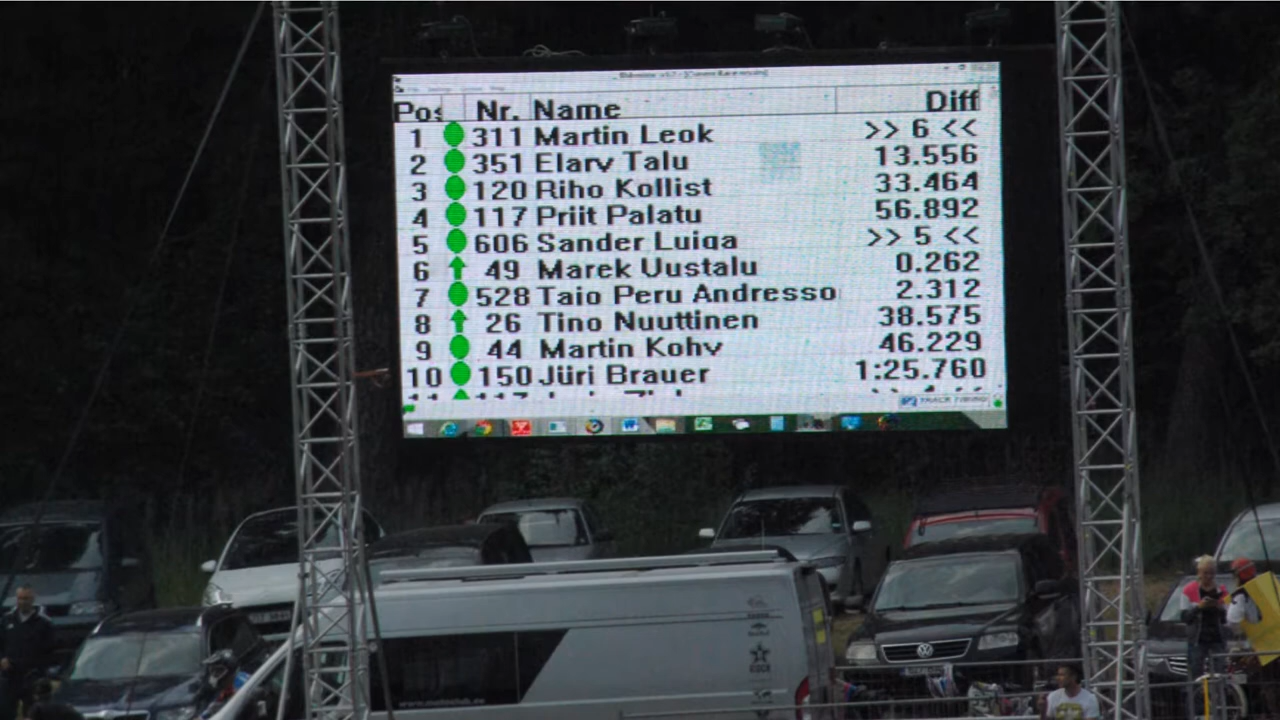 Pos Nr. Name Diff
1 311 Martin Leok >> 6 <<
2 351 Elary Talu 13.556
3 120 Riho Kollist 33.464
4 117 Priit Palatu 56.892
5 606 Sander Luiga >> 5 <<
6 49 Marek Uustalu 0.262
7 528 Taio Peru Andresso 2.312
8 26 Tino Nuuttinen 38.575
9 44 Martin Kohv 46.229
10 150 Jüri Brauer 1:25.760
TRACK TIMING